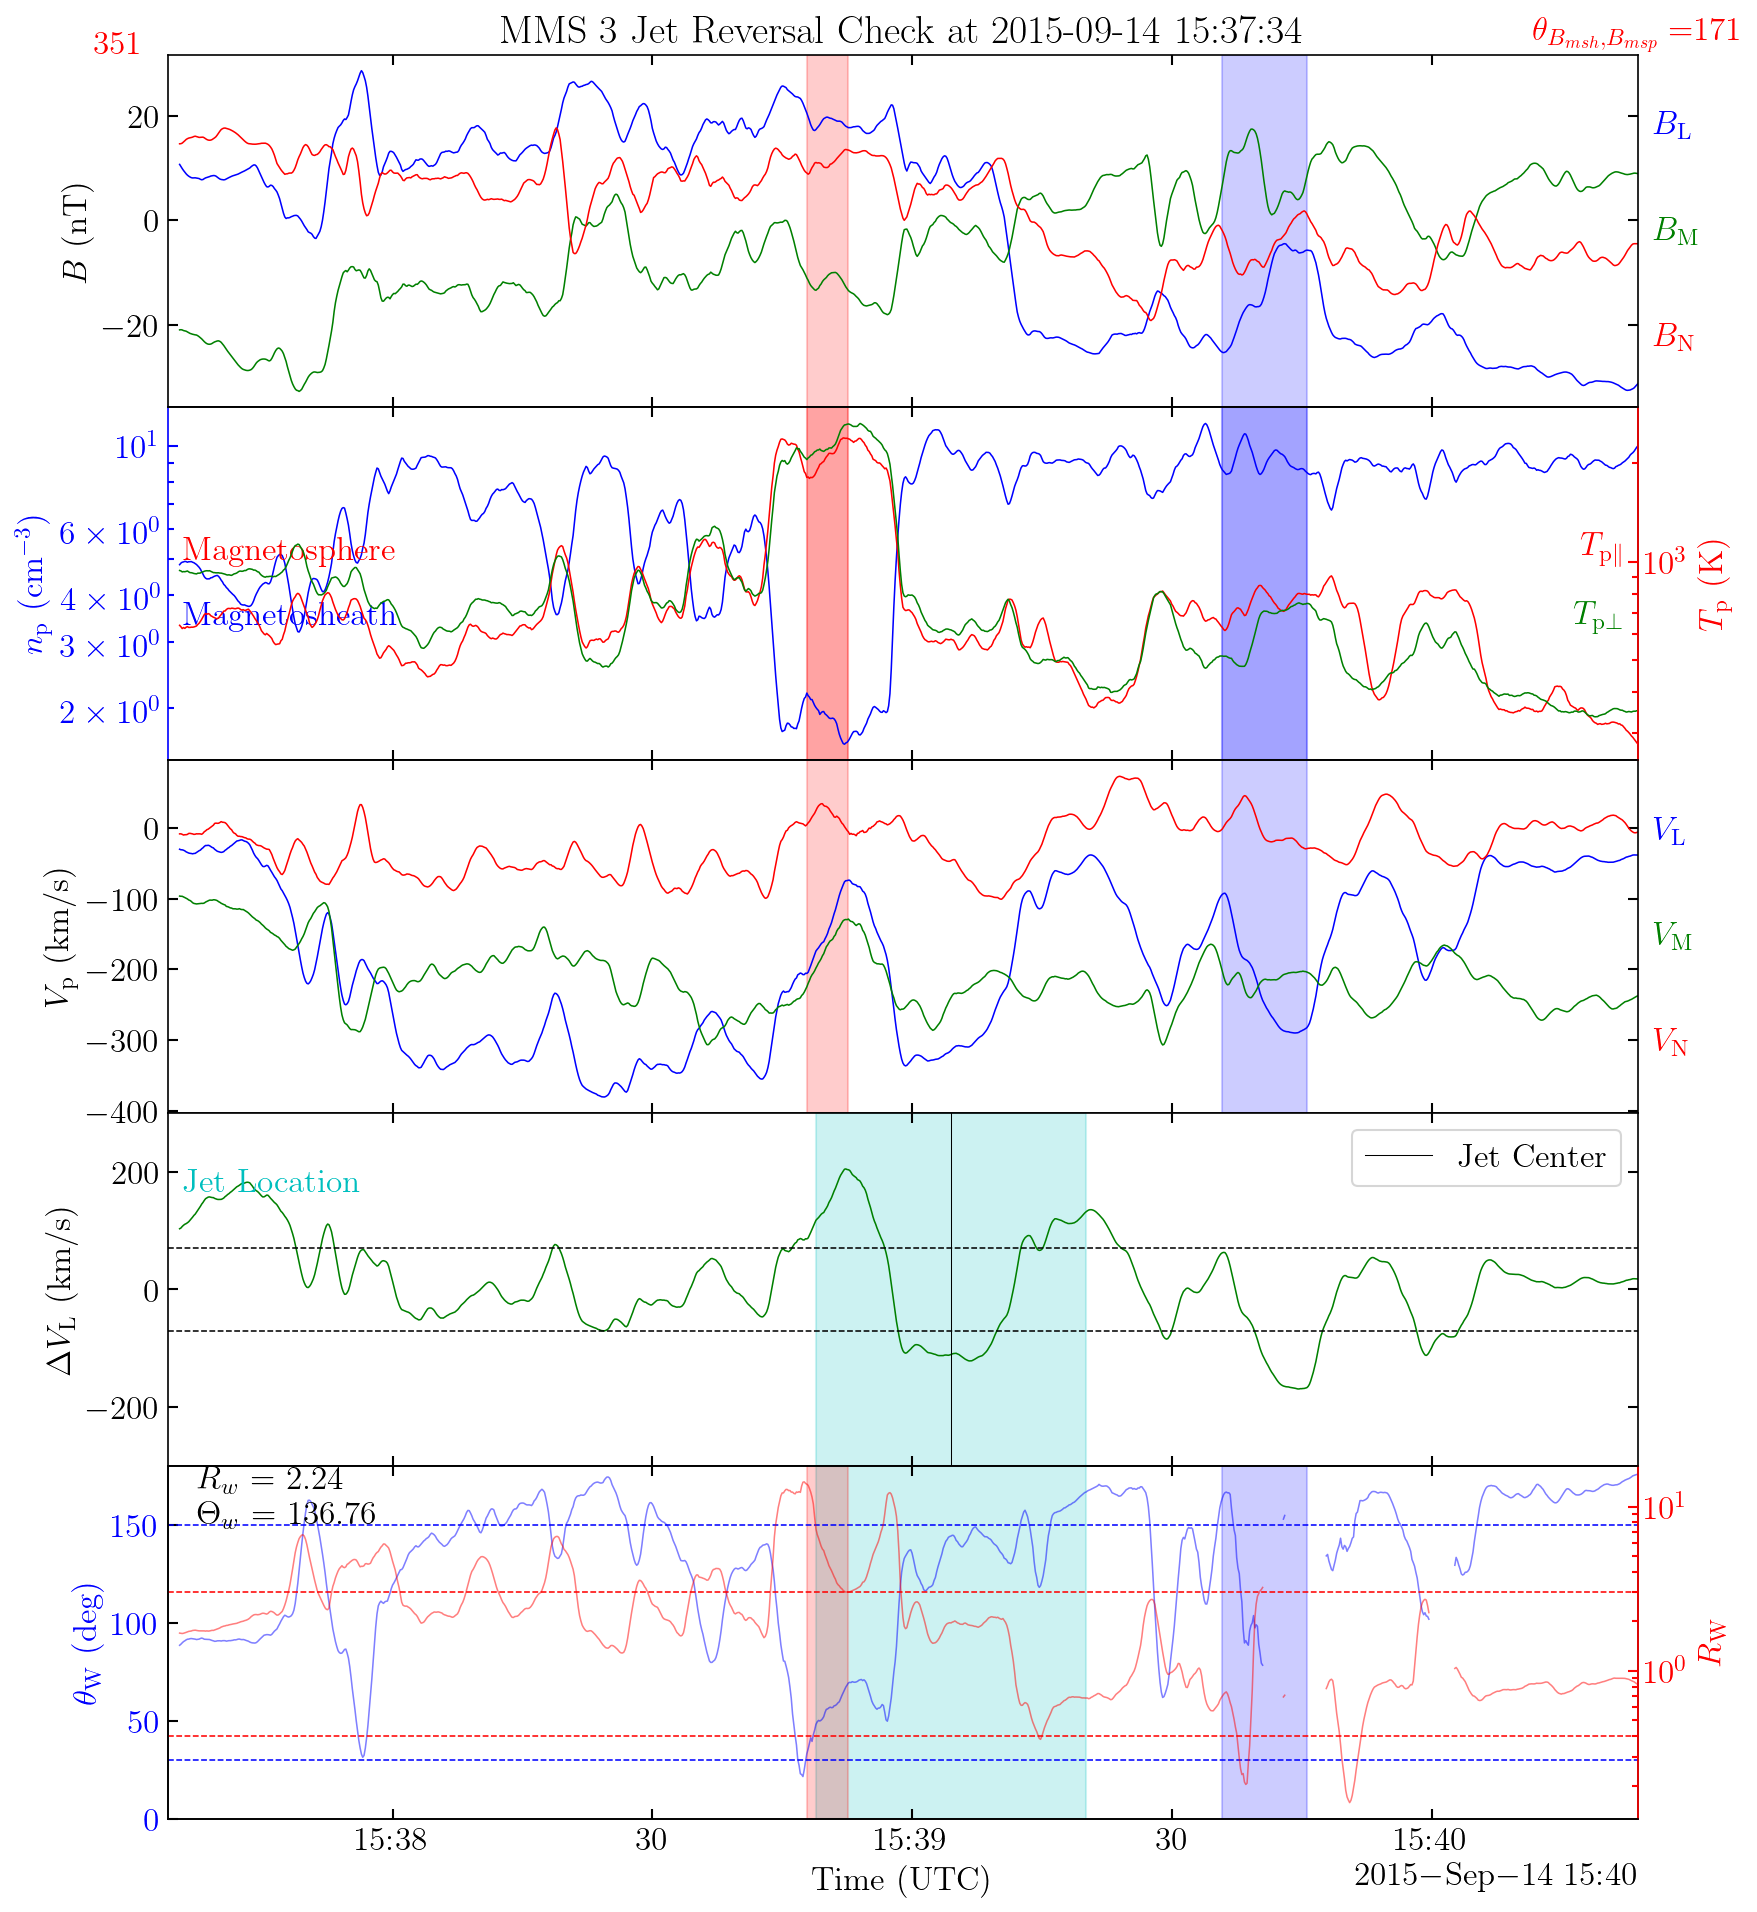 351
MMS 3 Jet Reversal Check at 2015-09-14 15:37:34
θ_{B_{msh},B_{msp}} =171
20
0
−20
B (nT)
B_L
B_M
B_N
10^1
6 × 10^0
4 × 10^0
3 × 10^0
2 × 10^0
n_p (cm^{−3})
Magnetosphere
Magnetosheath
T_{p∥}
T_{p⊥}
10^3
T_p (K)
0
−100
−200
−300
−400
V_p (km/s)
V_L
V_M
V_N
200
0
−200
ΔV_L (km/s)
Jet Location
Jet Center
R_w = 2.24
Θ_w = 136.76
150
100
50
0
θ_W (deg)
10^1
10^0
R_W
15:38
30
15:39
30
15:40
Time (UTC)
2015−Sep−14 15:40